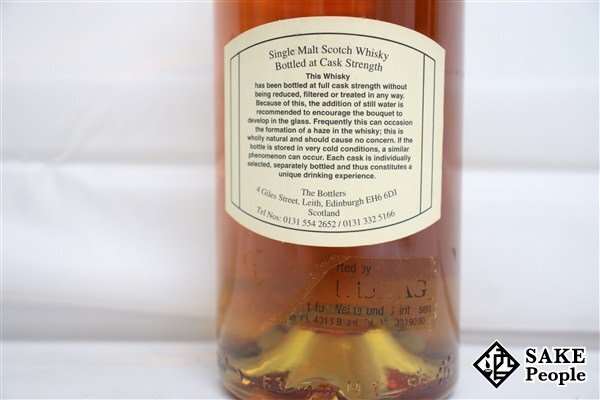 Single Malt Scotch Whisky
Bottled at Cask Strength
This Whisky
has been bottled at full cask strength without
being reduced, filtered or treated in any way.
Because of this, the addition of still water is
recommended to encourage the bouquet to
develop in the glass. Frequently this can occasion
the formation of a haze in the whisky; this is
wholly natural and should cause no concern. If the
bottle is stored in very cold conditions, a similar
phenomenon can occur. Each cask is individually
selected, separately bottled and thus constitutes a
unique drinking experience.
The Bottlers
4 Giles Street, Leith, Edinburgh EH6 6DJ
Scotland
Tel Nos: 0131 554 2652 / 0131 332 5166
rted by
AG
und
SAKE
People